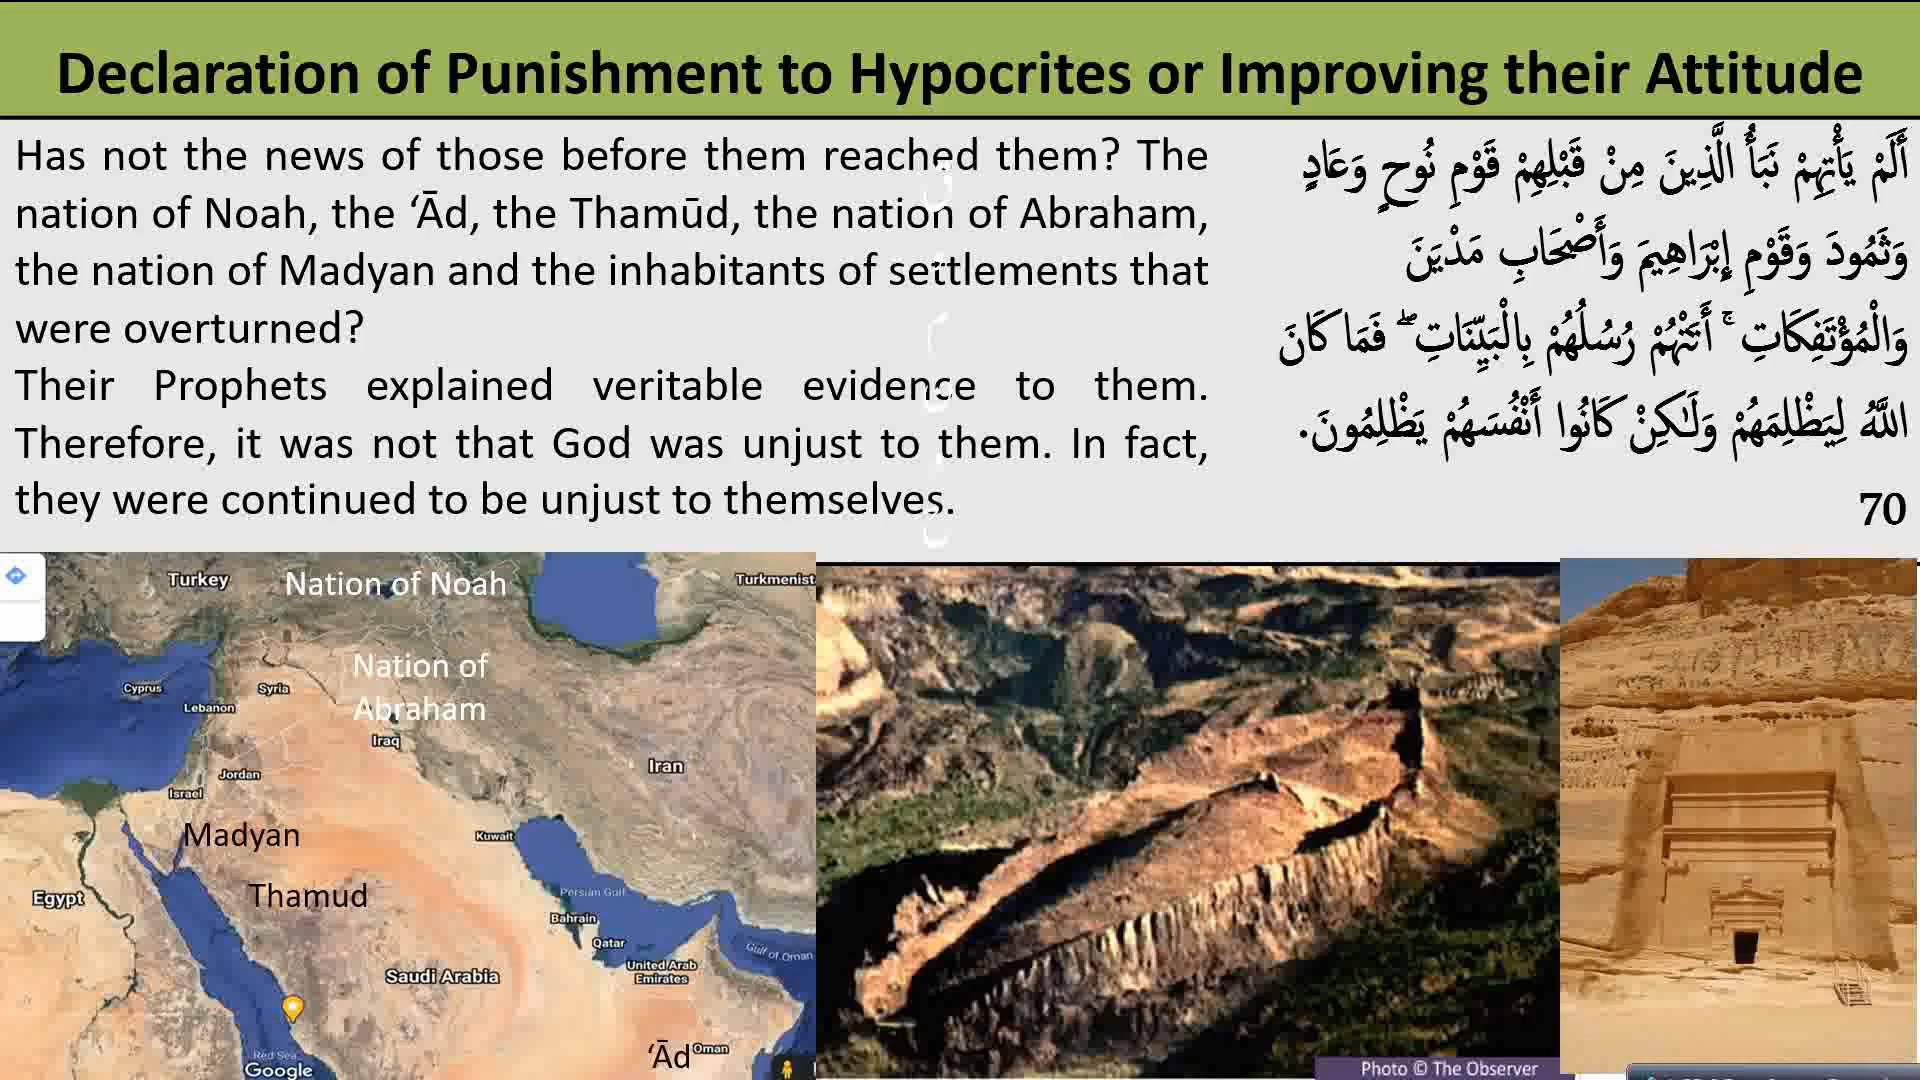 Declaration of Punishment to Hypocrites or Improving their Attitude
Has not the news of those before them reached them? The
nation of Noah, the ‘Ād, the Thamūd, the nation of Abraham,
the nation of Madyan and the inhabitants of settlements that
were overturned?
Their Prophets explained veritable evidence to them.
Therefore, it was not that God was unjust to them. In fact,
they were continued to be unjust to themselves.
أَلَمْ يَأْتِهِمْ نَبَأُ الَّذِينَ مِنْ قَبْلِهِمْ قَوْمِ نُوحٍ وَعَادٍ
وَثَمُودَ وَقَوْمِ إِبْرَاهِيمَ وَأَصْحَابِ مَدْيَنَ
وَالْمُؤْتَفِكَاتِ ۚ أَتَتْهُمْ رُسُلُهُمْ بِالْبَيِّنَاتِ ۖ فَمَا كَانَ
اللَّهُ لِيَظْلِمَهُمْ وَلَٰكِنْ كَانُوا أَنْفُسَهُمْ يَظْلِمُونَ.
70
Turkey
Nation of Noah
Turkmenist
Nation of
Abraham
Cyprus
Syria
Lebanon
Iraq
Iran
Jordan
Israel
Madyan
Kuwait
Thamud
Egypt
Persian Gulf
Bahrain
Qatar
Gulf of Oman
United Arab
Emirates
Saudi Arabia
‘Ād
Oman
Red Sea
Google
Photo © The Observer